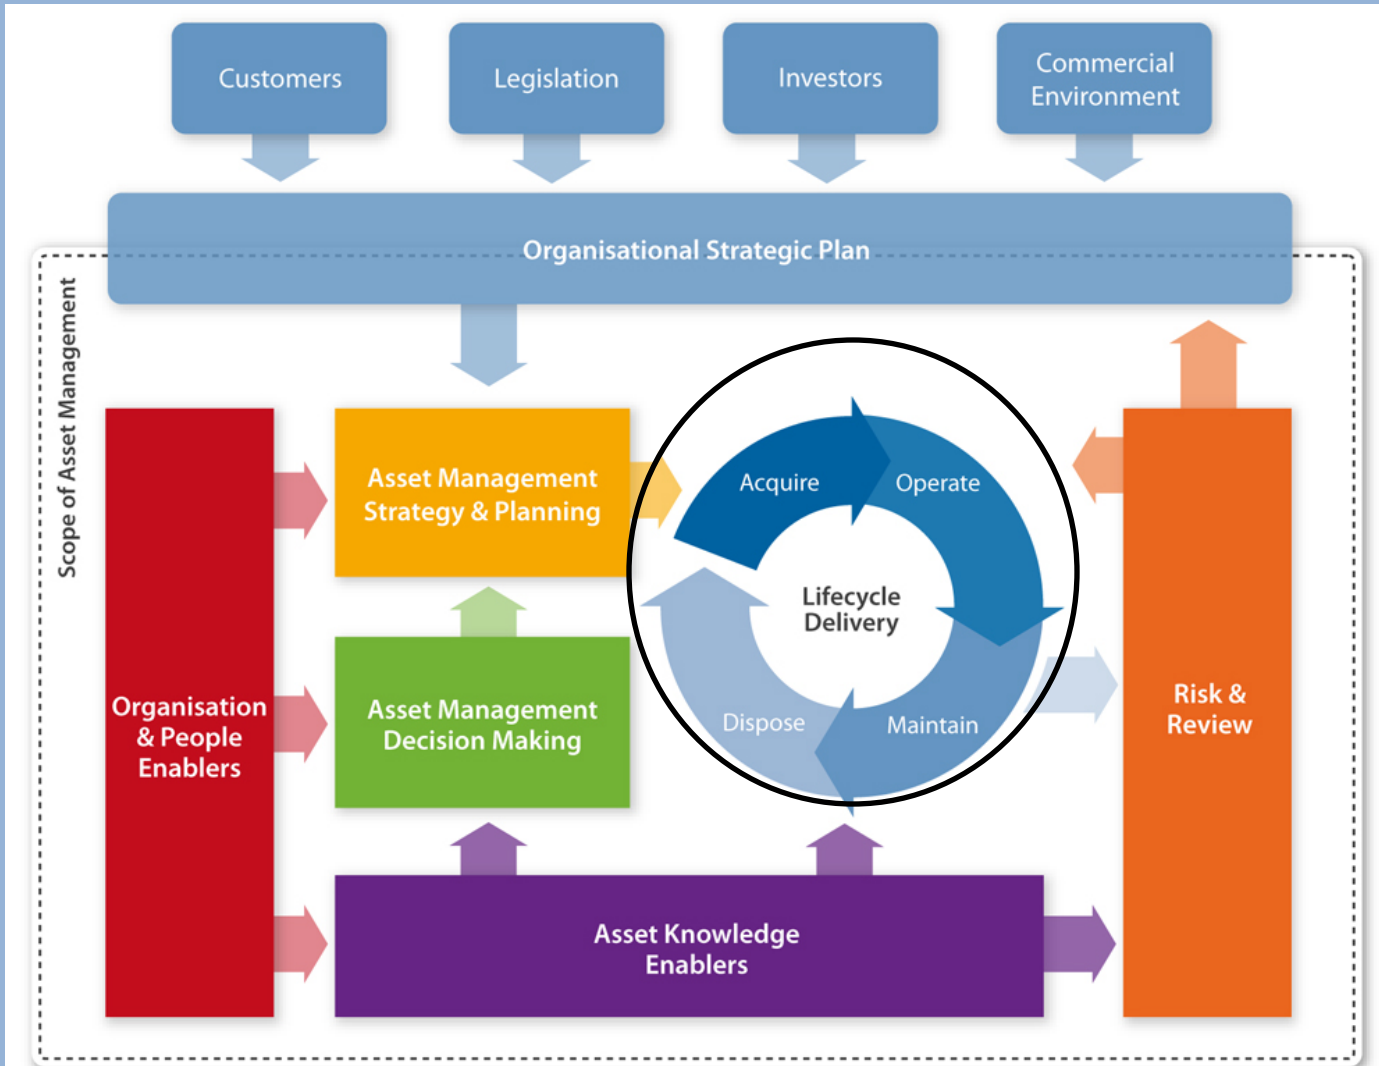 Customers
Legislation
Investors
Commercial
Environment
Organisational Strategic Plan
Scope of Asset Management
Asset Management
Strategy & Planning
Acquire
Operate
Lifecycle
Delivery
Organisation
& People
Enablers
Asset Management
Decision Making
Dispose
Maintain
Risk &
Review
Asset Knowledge
Enablers